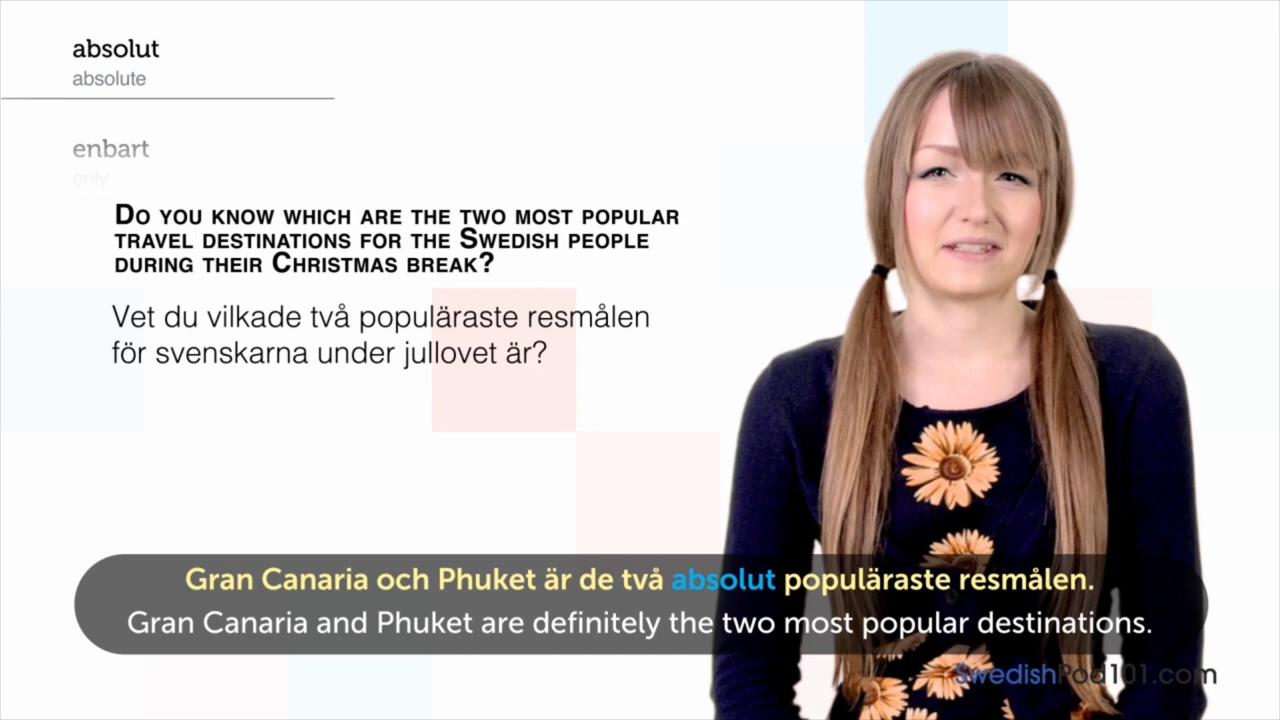 absolut
absolute
enbart
only
Do you know which are the two most popular
travel destinations for the Swedish people
during their Christmas break?
Vet du vilkade två populäraste resmålen
för svenskarna under jullovet är?
Gran Canaria och Phuket är de två absolut populäraste resmålen.
Gran Canaria and Phuket are definitely the two most popular destinations.
SwedishPod101.com